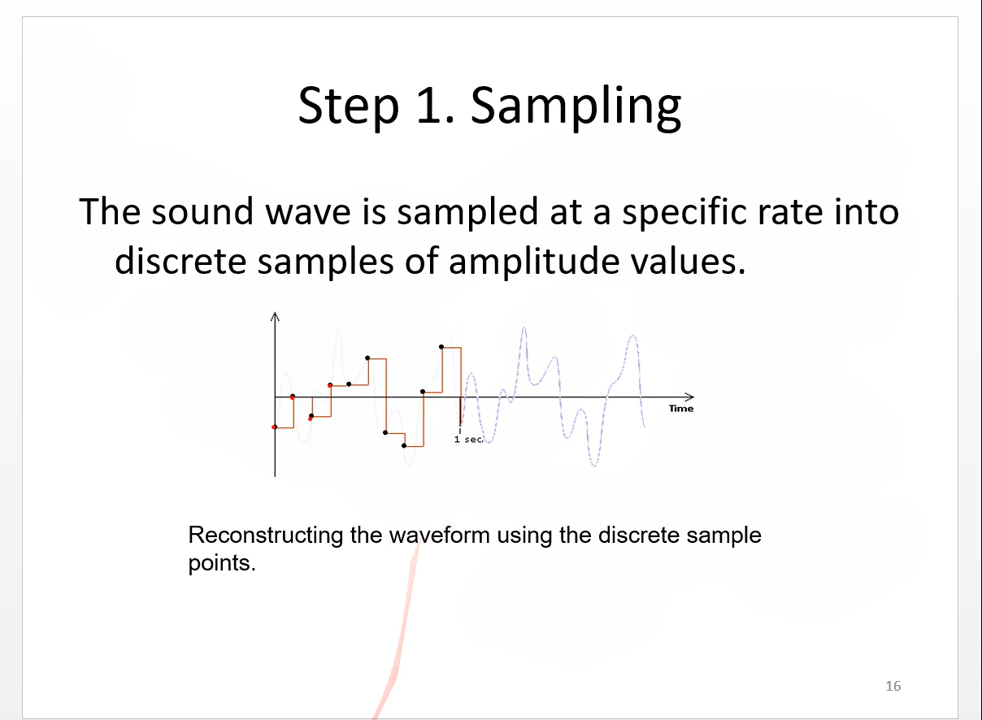 Step 1. Sampling
The sound wave is sampled at a specific rate into
discrete samples of amplitude values.
Time
1 sec.
Reconstructing the waveform using the discrete sample
points.
16